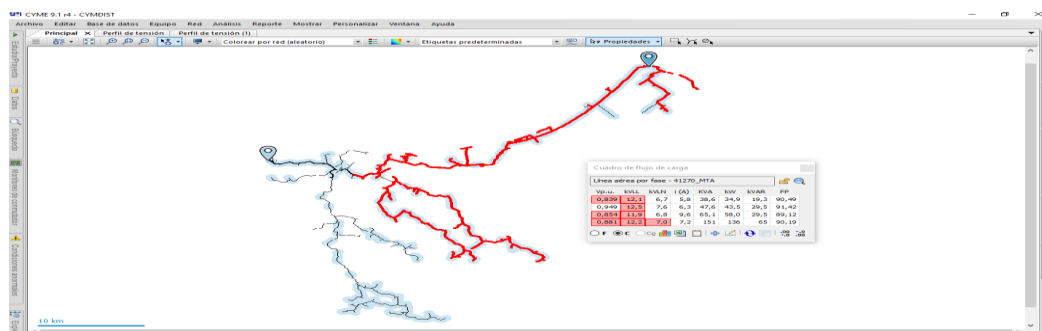 CYME 9.1 r4 - CYMDIST
Archivo Editar Base de datos Equipo Red Análisis Reporte Mostrar Personalizar Ventana Ayuda
Principal Perfil de tensión Perfil de tensión (1)
Colorear por red (aleatorio) Etiquetas predeterminadas Propiedades
Datos
Búsqueda
Condiciones anormales
Cuadro de flujo de carga
Línea aérea por fase - 41270_MTA
Vp.u. kVLL kVLN i (A) kVA kW kVAR FP
0,839 12,1 6,7 5,8 38,6 34,9 19,3 90,49
0,949 12,5 7,6 6,3 47,6 43,5 29,5 91,42
0,854 11,9 6,8 9,6 65,1 58,0 29,5 89,12
0,881 12,2 7,0 7,2 151 136 65 90,19
F C CQ
10 km